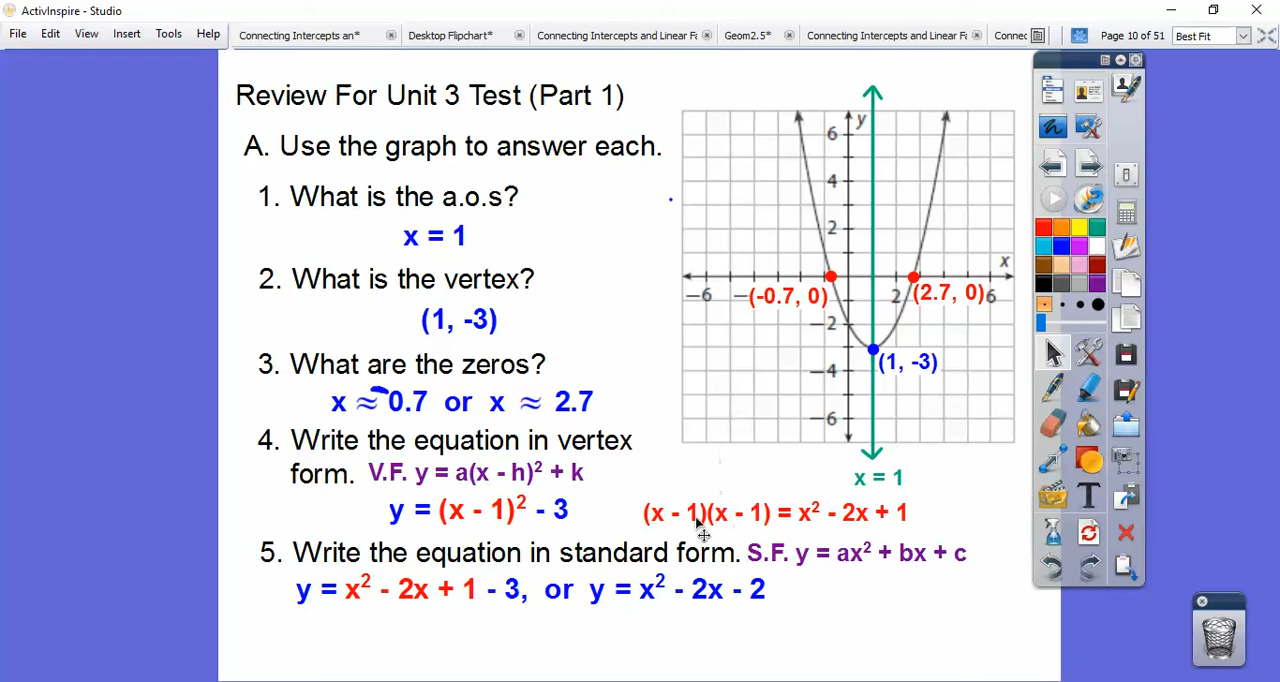 ActivInspire - Studio
File Edit View Insert Tools Help
Connecting Intercepts an* Desktop Flipchart* Connecting Intercepts and Linear Fa Geom2.5* Connecting Intercepts and Linear Fa Connec
Page 10 of 51 Best Fit
Review For Unit 3 Test (Part 1)
A. Use the graph to answer each.
1. What is the a.o.s?
x = 1
2. What is the vertex?
(1, -3)
3. What are the zeros?
x ≈ -0.7 or x ≈ 2.7
4. Write the equation in vertex
form. V.F. y = a(x - h)² + k
y = (x - 1)² - 3
(x - 1)(x - 1) = x² - 2x + 1
5. Write the equation in standard form. S.F. y = ax² + bx + c
y = x² - 2x + 1 - 3, or y = x² - 2x - 2
y
6
4
2
x
−6 − (-0.7, 0) 2 (2.7, 0) 6
−2
(1, -3)
−4
−6
x = 1